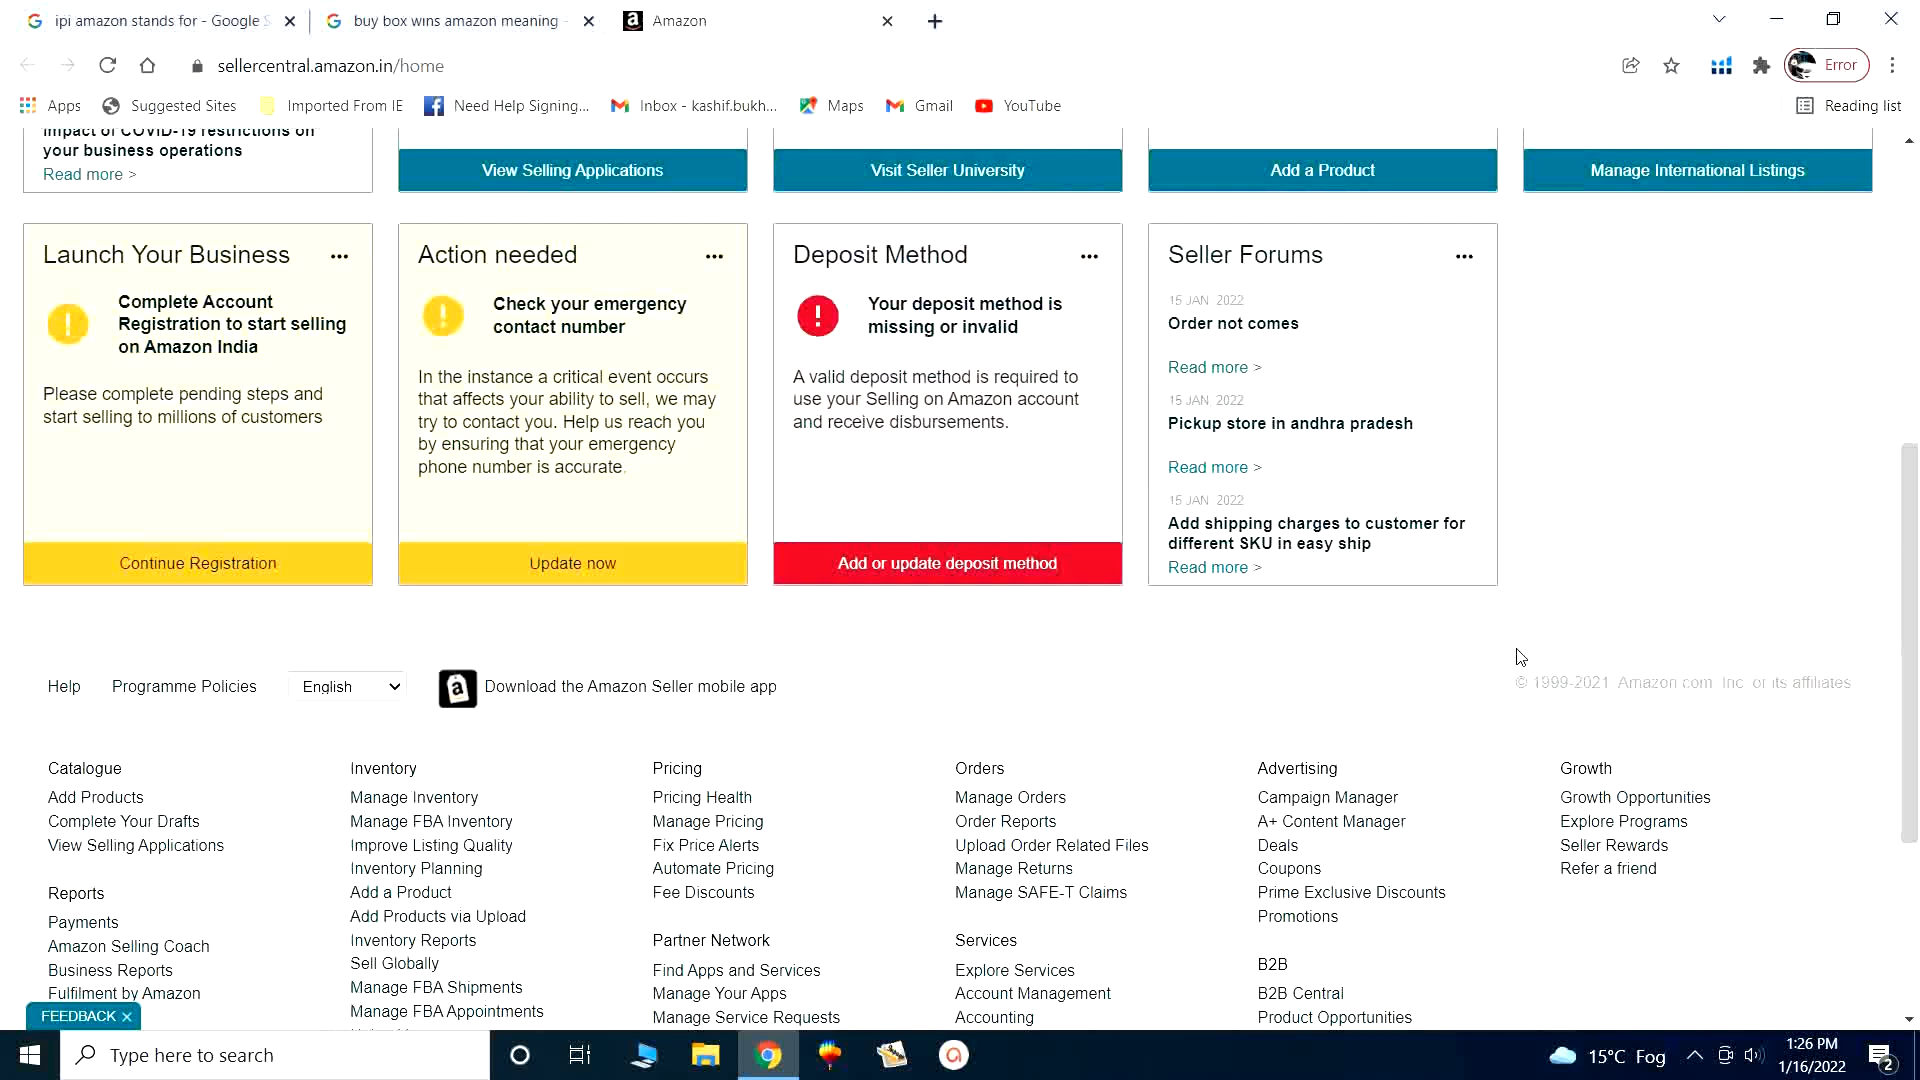 ipi amazon stands for - Google S
buy box wins amazon meaning -
Amazon
sellercentral.amazon.in/home
Error
Apps
Suggested Sites
Imported From IE
Need Help Signing...
Inbox - kashif.bukh...
Maps
Gmail
YouTube
Reading list
Impact of COVID-19 restrictions on
your business operations
Read more >
View Selling Applications
Visit Seller University
Add a Product
Manage International Listings
Launch Your Business
Complete Account
Registration to start selling
on Amazon India
Please complete pending steps and
start selling to millions of customers
Continue Registration
Action needed
Check your emergency
contact number
In the instance a critical event occurs
that affects your ability to sell, we may
try to contact you. Help us reach you
by ensuring that your emergency
phone number is accurate.
Update now
Deposit Method
Your deposit method is
missing or invalid
A valid deposit method is required to
use your Selling on Amazon account
and receive disbursements.
Add or update deposit method
Seller Forums
15 JAN 2022
Order not comes
Read more >
15 JAN 2022
Pickup store in andhra pradesh
Read more >
15 JAN 2022
Add shipping charges to customer for
different SKU in easy ship
Read more >
Help
Programme Policies
English
Download the Amazon Seller mobile app
© 1999-2021, Amazon.com, Inc. or its affiliates
Catalogue
Add Products
Complete Your Drafts
View Selling Applications
Reports
Payments
Amazon Selling Coach
Business Reports
Fulfilment by Amazon
Inventory
Manage Inventory
Manage FBA Inventory
Improve Listing Quality
Inventory Planning
Add a Product
Add Products via Upload
Inventory Reports
Sell Globally
Manage FBA Shipments
Manage FBA Appointments
Pricing
Pricing Health
Manage Pricing
Fix Price Alerts
Automate Pricing
Fee Discounts
Partner Network
Find Apps and Services
Manage Your Apps
Manage Service Requests
Orders
Manage Orders
Order Reports
Upload Order Related Files
Manage Returns
Manage SAFE-T Claims
Services
Explore Services
Account Management
Accounting
Advertising
Campaign Manager
A+ Content Manager
Deals
Coupons
Prime Exclusive Discounts
Promotions
B2B
B2B Central
Product Opportunities
Growth
Growth Opportunities
Explore Programs
Seller Rewards
Refer a friend
FEEDBACK ×
Type here to search
15°C Fog
1:26 PM
1/16/2022
2